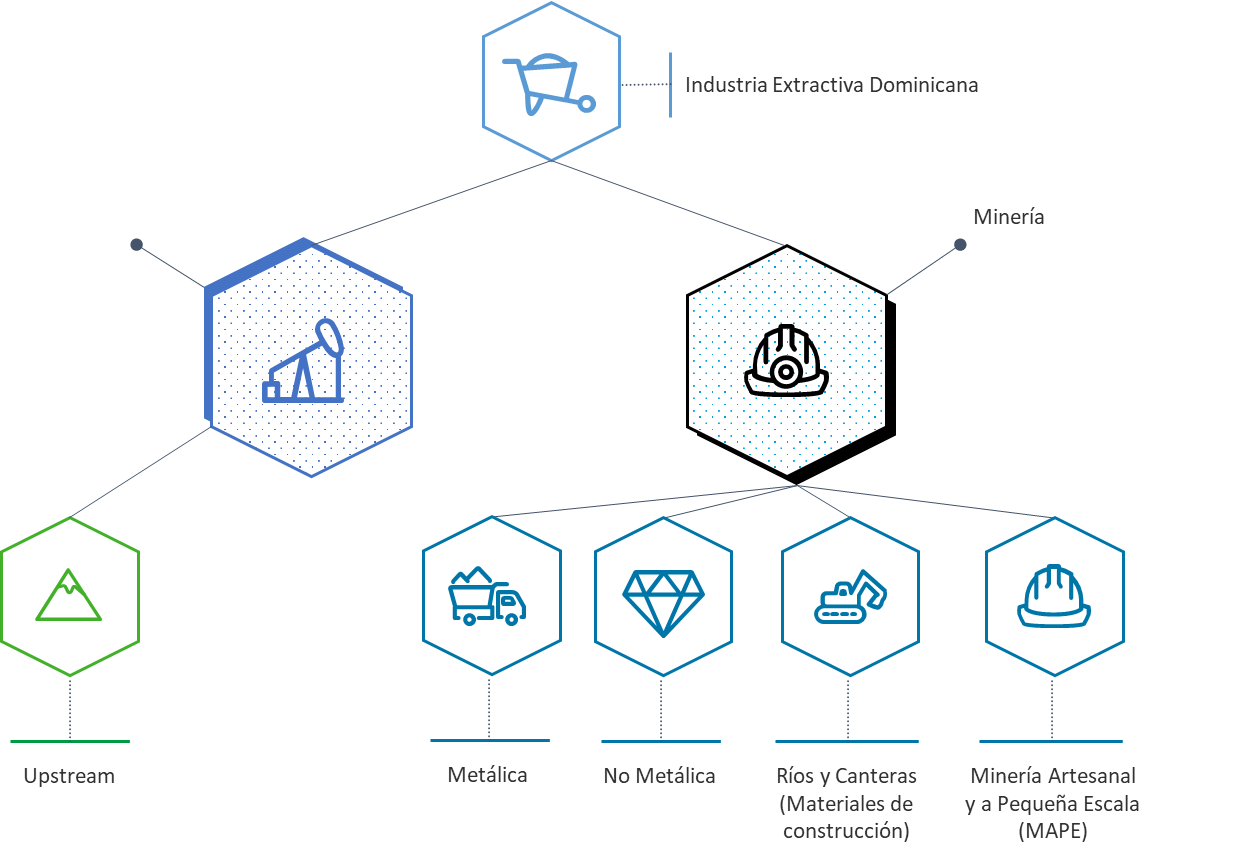 Industria Extractiva Dominicana
Minería
Upstream
Metálica
No Metálica
Ríos y Canteras
(Materiales de
construcción)
Minería Artesanal
y a Pequeña Escala
(MAPE)